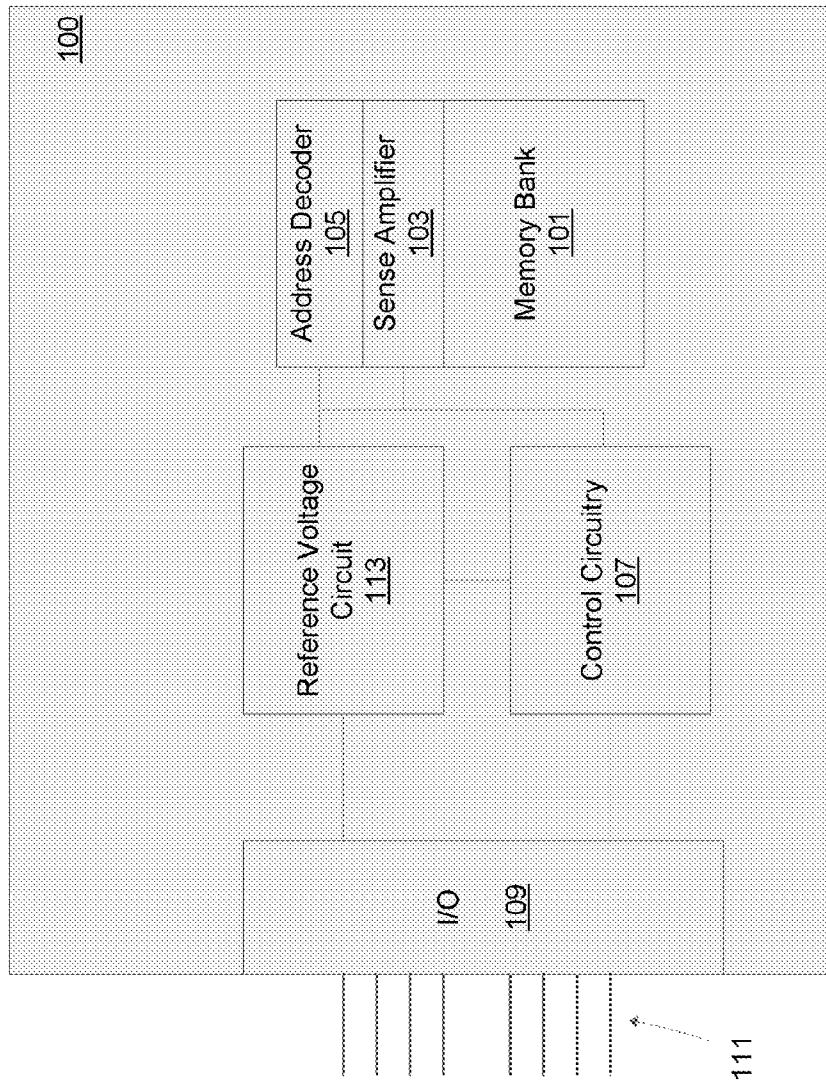 100
Address Decoder
105
Sense Amplifier
103
Memory Bank
101
Reference Voltage
Circuit
113
Control Circuitry
107
I/O
109
111